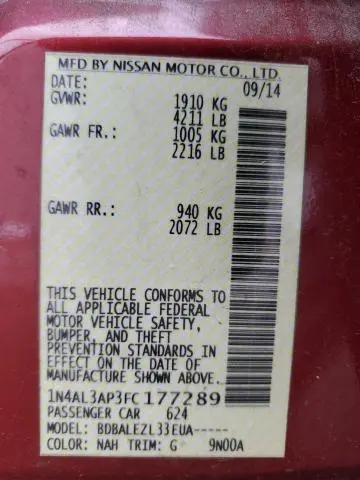 MFD BY NISSAN MOTOR CO., LTD.
DATE: 09/14
GVWR: 1910 KG
4211 LB
GAWR FR.: 1005 KG
2216 LB
GAWR RR.: 940 KG
2072 LB
THIS VEHICLE CONFORMS TO
ALL APPLICABLE FEDERAL
MOTOR VEHICLE SAFETY,
BUMPER, AND THEFT
PREVENTION STANDARDS IN
EFFECT ON THE DATE OF
MANUFACTURE SHOWN ABOVE.
1N4AL3AP3FC177289
PASSENGER CAR 624
MODEL: BDBALEZL33EUA-----
COLOR: NAH TRIM: G 9N00A